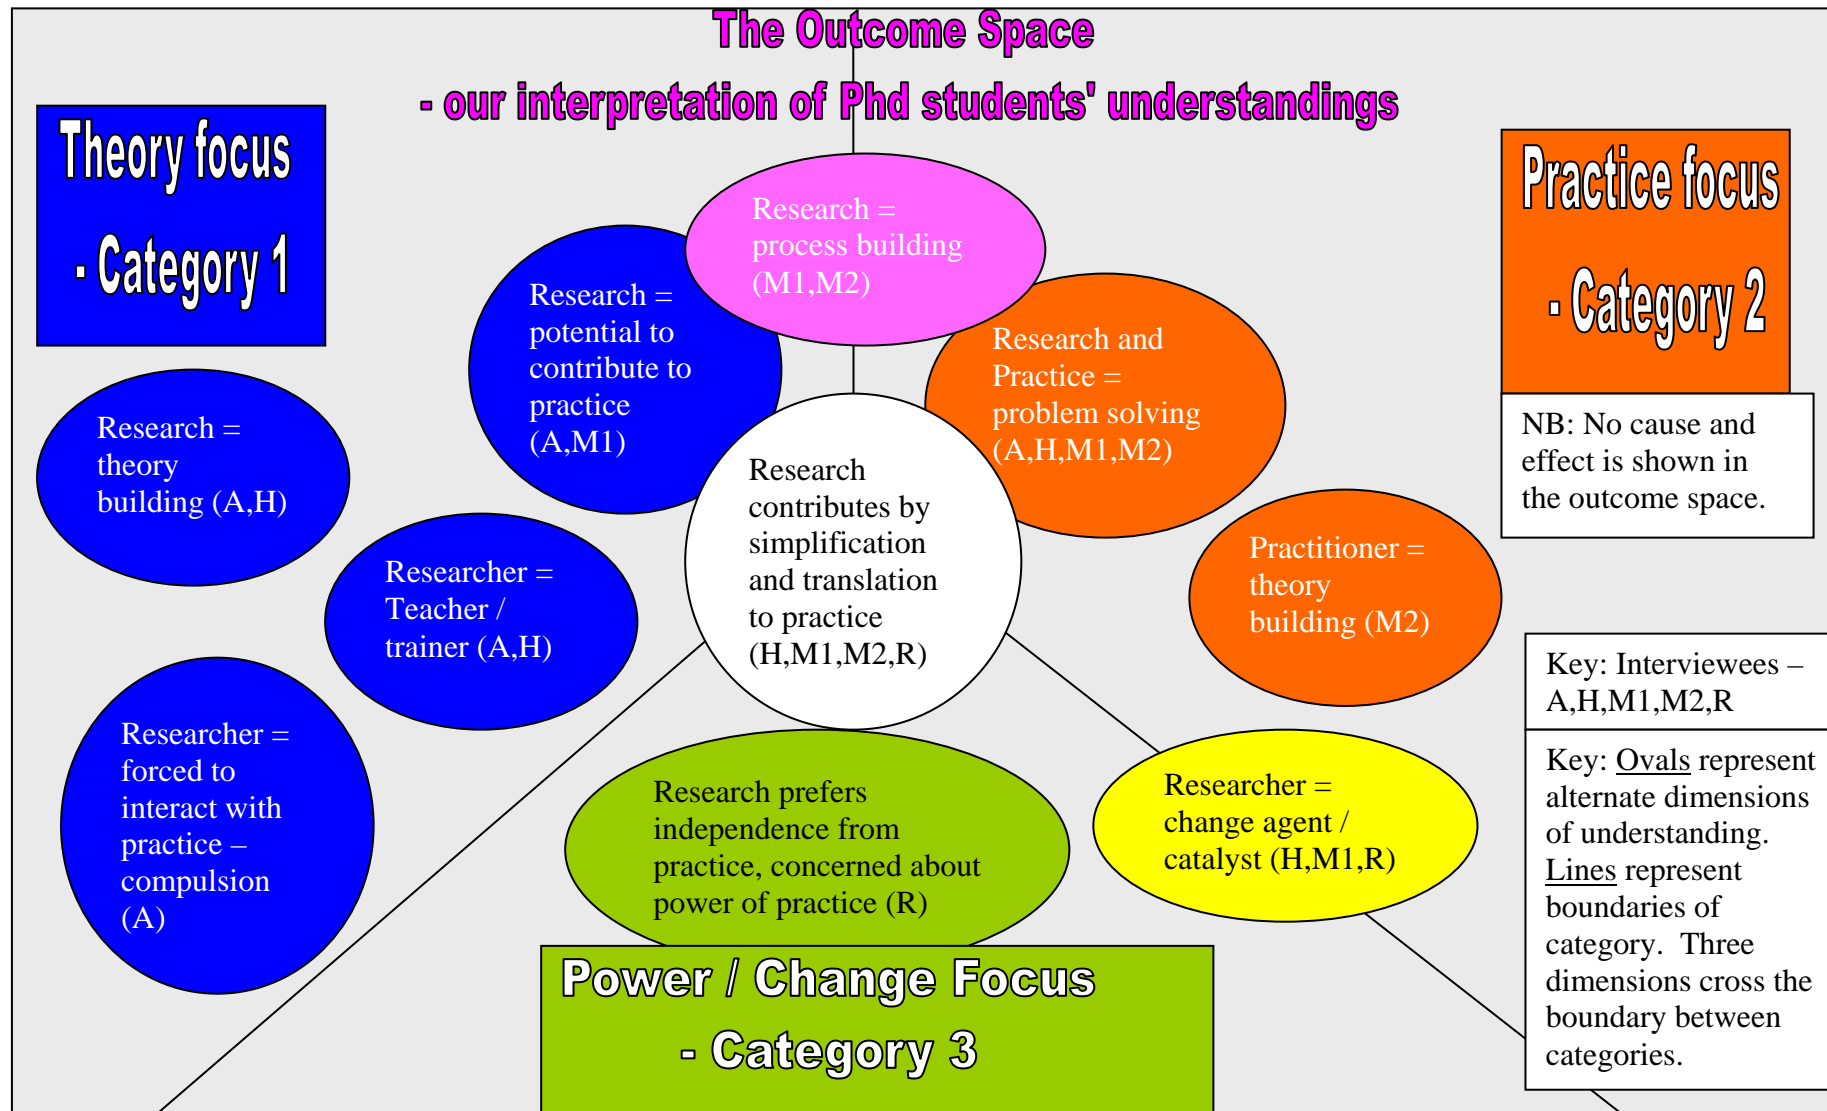 The Outcome Space
- our interpretation of Phd students' understandings
Theory focus
- Category 1
Practice focus
- Category 2
Research =
process building
(M1,M2)
Research =
potential to
contribute to
practice
(A,M1)
Research and
Practice =
problem solving
(A,H,M1,M2)
NB: No cause and
effect is shown in
the outcome space.
Research =
theory
building (A,H)
Research
contributes by
simplification
and translation
to practice
(H,M1,M2,R)
Researcher =
Teacher /
trainer (A,H)
Practitioner =
theory
building (M2)
Key: Interviewees –
A,H,M1,M2,R
Researcher =
forced to
interact with
practice –
compulsion
(A)
Research prefers
independence from
practice, concerned about
power of practice (R)
Researcher =
change agent /
catalyst (H,M1,R)
Key: Ovals represent
alternate dimensions
of understanding.
Lines represent
boundaries of
category. Three
dimensions cross the
boundary between
categories.
Power / Change Focus
- Category 3